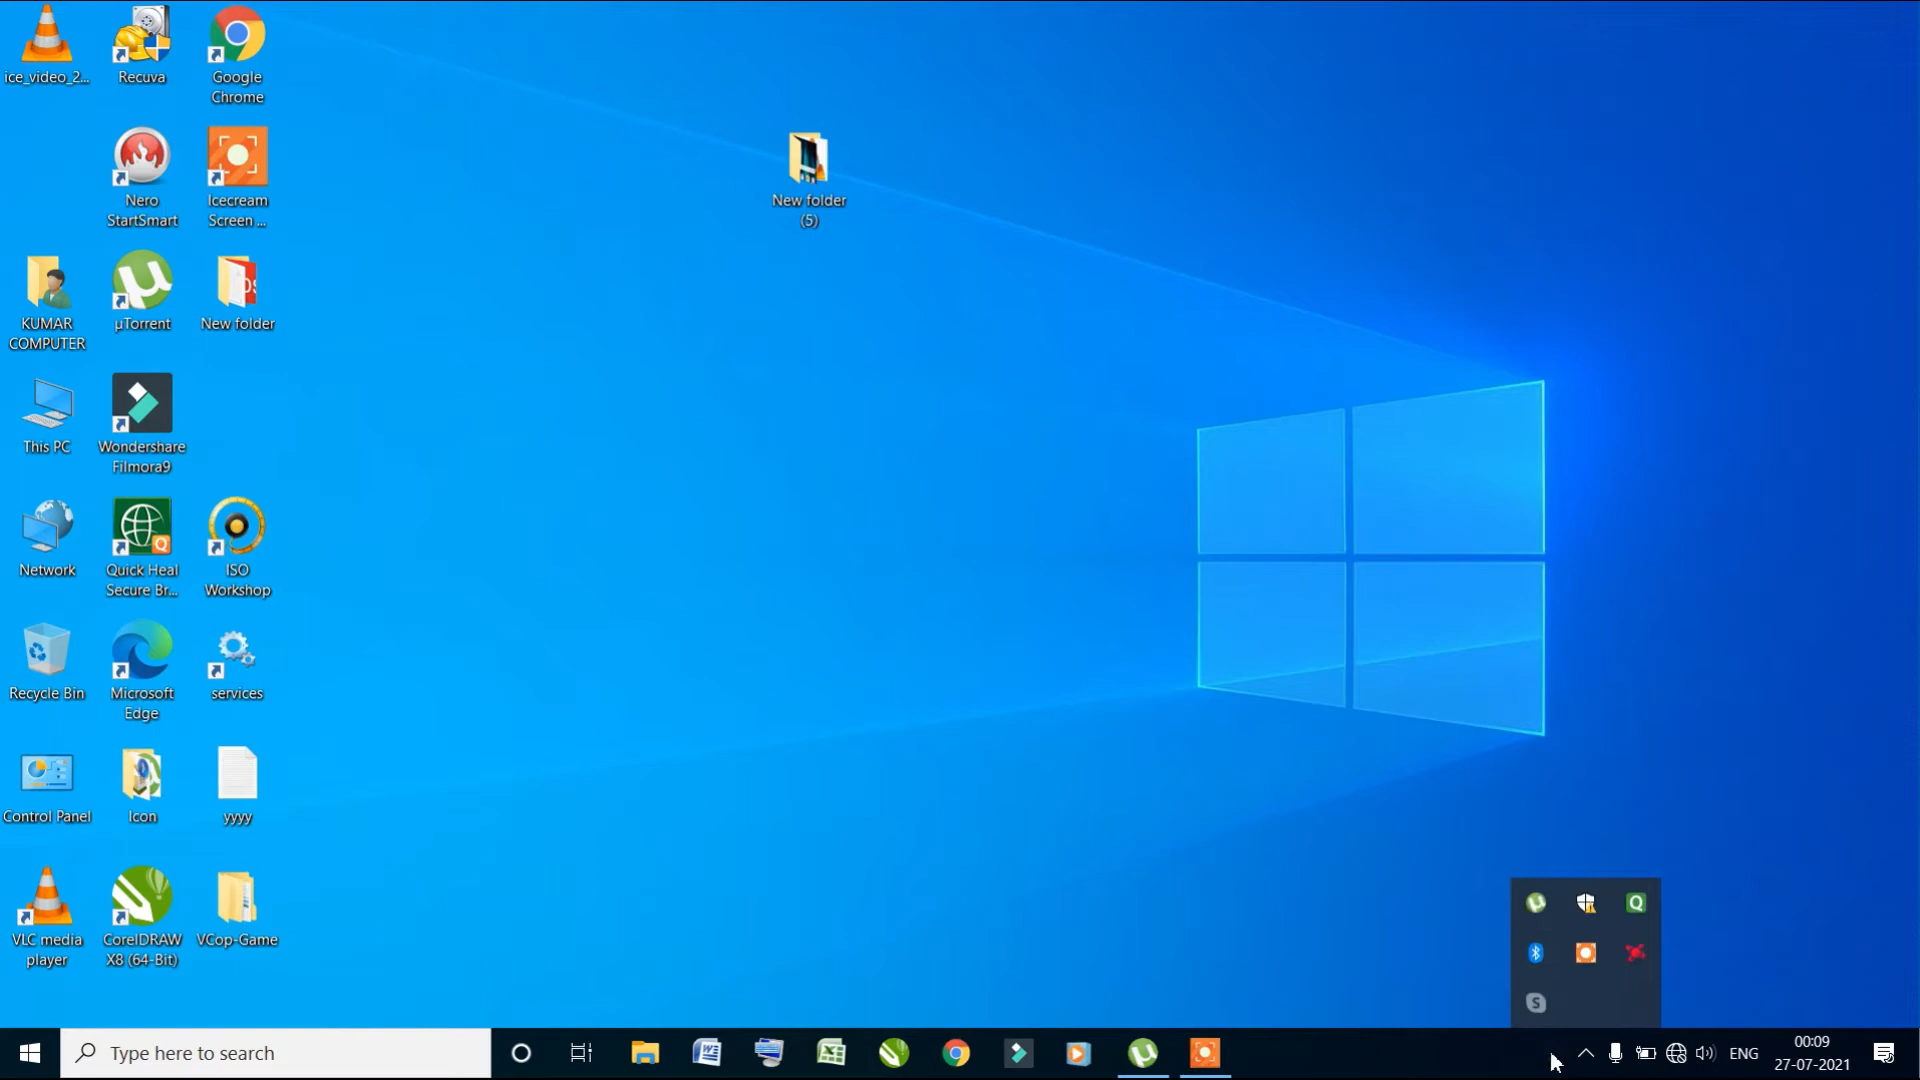 ice_video_2...
Recuva
Google
Chrome
Nero
StartSmart
Icecream
Screen ...
New folder
(5)
KUMAR
COMPUTER
µTorrent
New folder
This PC
Wondershare
Filmora9
Network
Quick Heal
Secure Br...
ISO
Workshop
Recycle Bin
Microsoft
Edge
services
Control Panel
Icon
yyyy
VLC media
player
CorelDRAW
X8 (64-Bit)
VCop-Game
Type here to search
ENG
00:09
27-07-2021